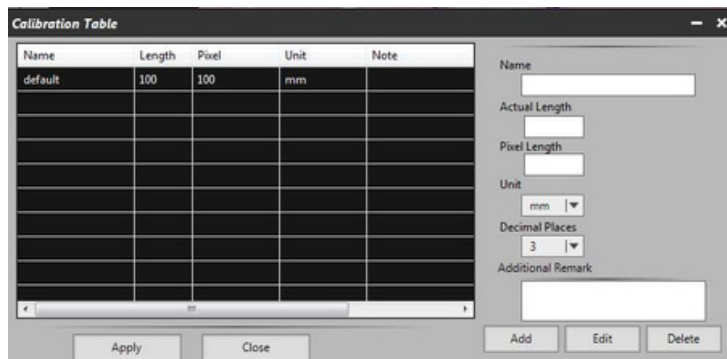 Calibration Table
Name Length Pixel Unit Note
default 100 100 mm
Name
Actual Length
Pixel Length
Unit
mm
Decimal Places
3
Additional Remark
Apply Close
Add Edit Delete